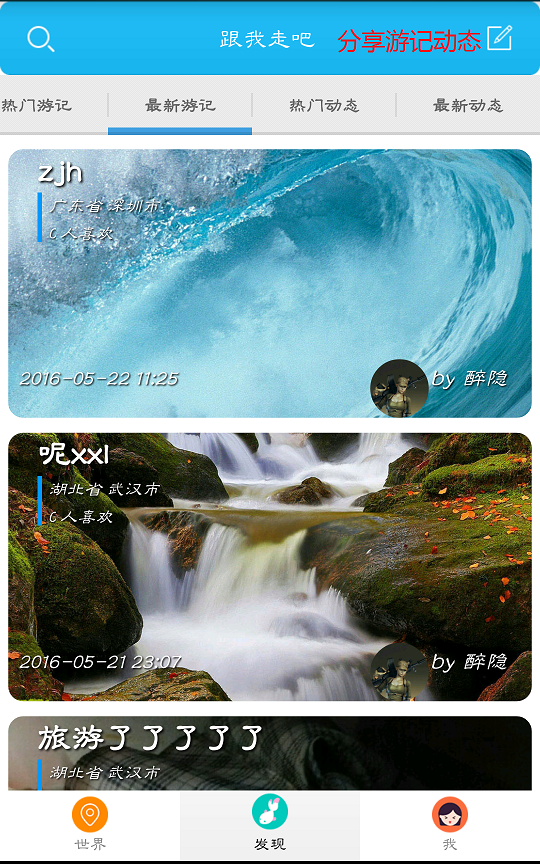 跟我走吧 分享游记动态
热门游记 最新游记 热门动态 最新动态
zjh
广东省 深圳市
0 人喜欢
2016-05-22 11:25 by 醉隐
呢xxl
湖北省 武汉市
0 人喜欢
2016-05-21 23:07 by 醉隐
旅游了了了了了
湖北省 武汉市
世界 发现 我